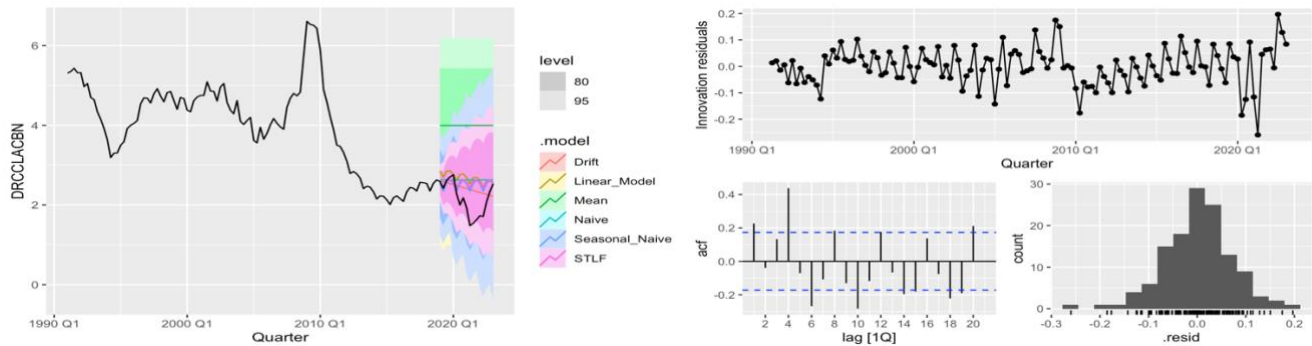 6
4
2
0
DRCCLACBN
1990 Q1 2000 Q1 2010 Q1 2020 Q1
Quarter
level
80
95
.model
Drift
Linear_Model
Mean
Naive
Seasonal_Naive
STLF
0.2
0.1
0.0
-0.1
-0.2
Innovation residuals
1990 Q1 2000 Q1 2010 Q1 2020 Q1
Quarter
0.4
0.2
0.0
-0.2
acf
2 4 6 8 10 12 14 16 18 20
lag [1Q]
30
20
10
0
count
-0.3 -0.2 -0.1 0.0 0.1 0.2
.resid